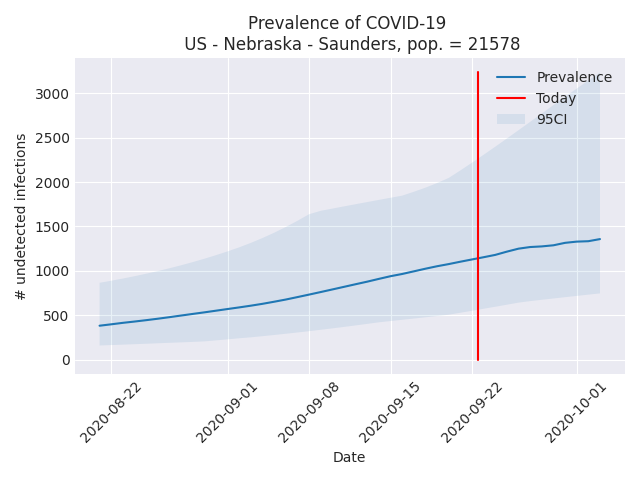 Prevalence of COVID-19
US - Nebraska - Saunders, pop. = 21578
Prevalence
Today
95CI
3000
2500
2000
1500
1000
500
0
# undetected infections
2020-08-22
2020-09-01
2020-09-08
2020-09-15
2020-09-22
2020-10-01
Date